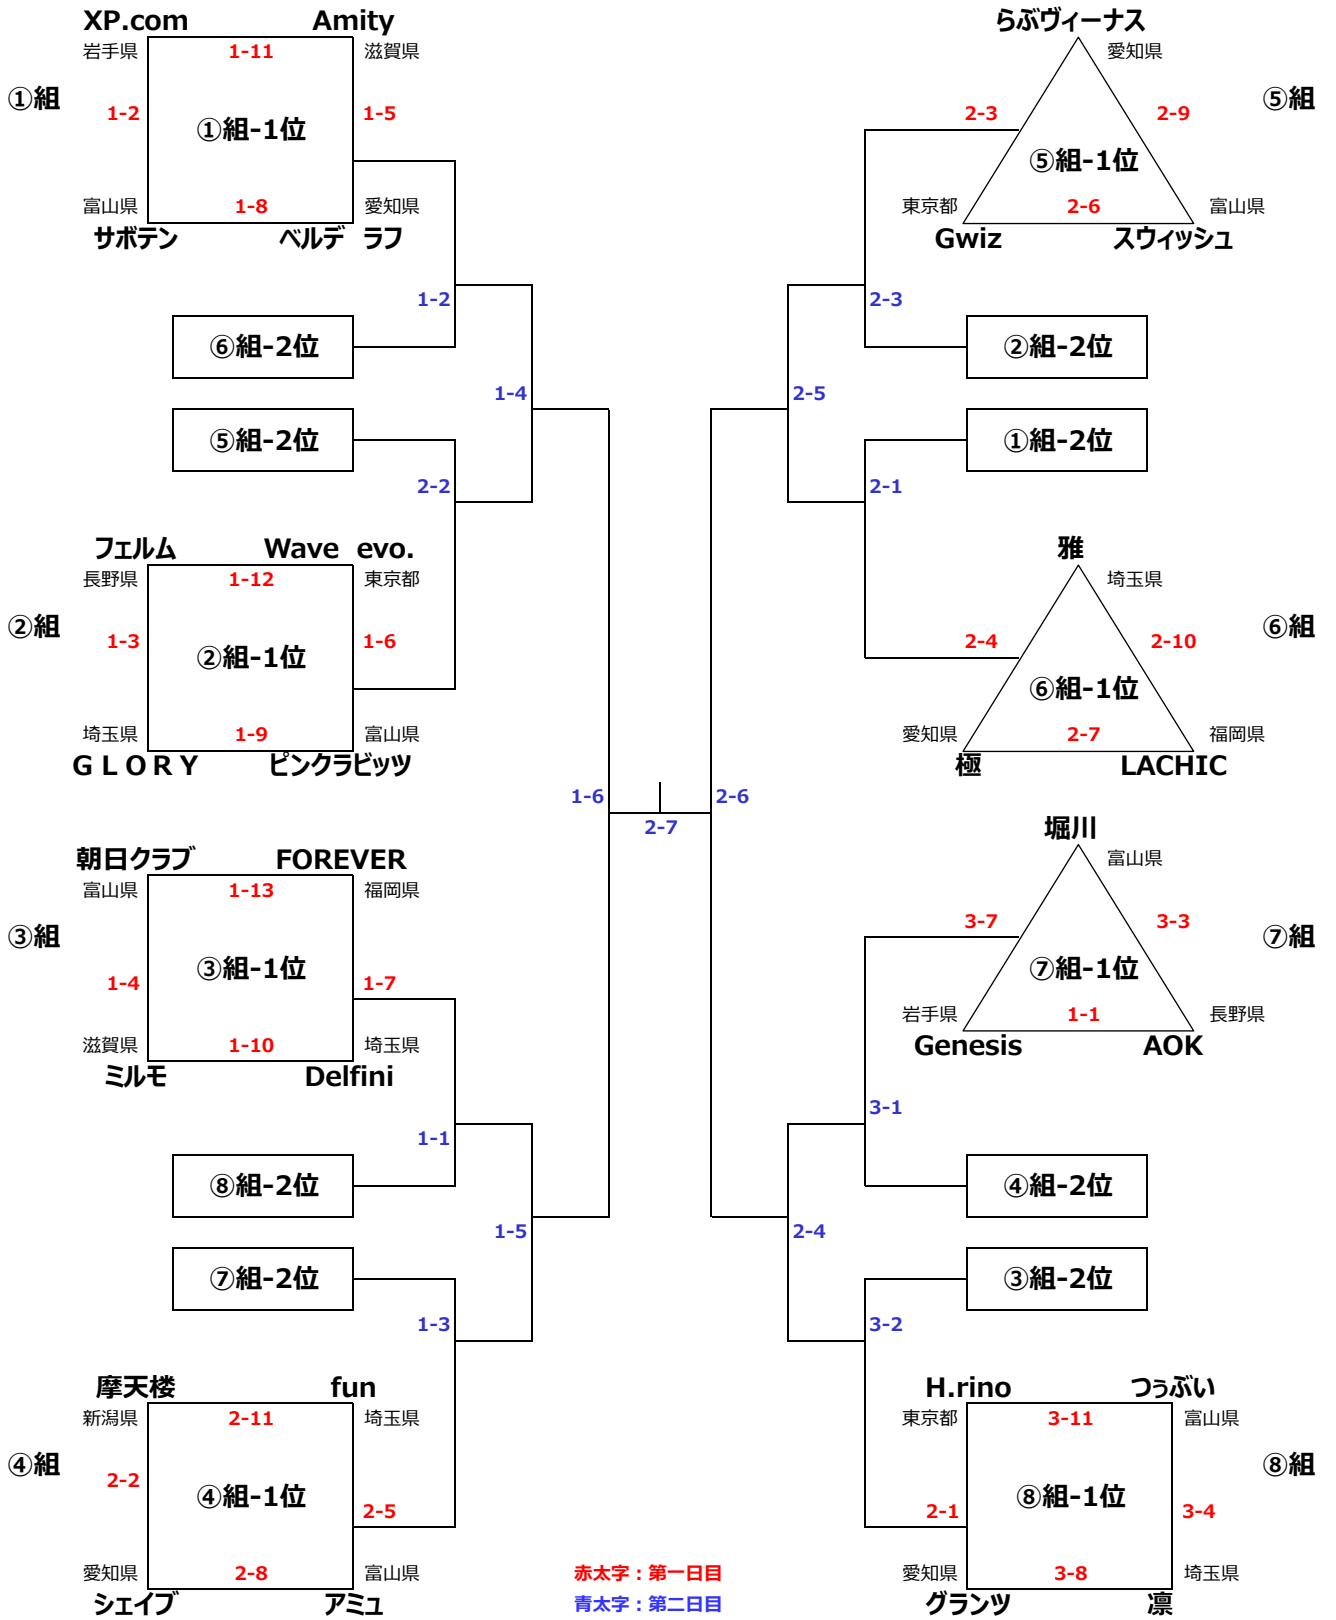 XP.com Amity
岩手県 1-11 滋賀県
①組 1-2 ①組-1位 1-5
富山県 1-8 愛知県
サボテン ベルデ ラフ
1-2
⑥組-2位
1-4
⑤組-2位
2-2
フェルム Wave evo.
長野県 1-12 東京都
②組 1-3 ②組-1位 1-6
埼玉県 1-9 富山県
ＧＬＯＲＹ ピンクラビッツ
1-6
朝日クラブ FOREVER
富山県 1-13 福岡県
③組 1-4 ③組-1位 1-7
滋賀県 1-10 埼玉県
ミルモ Delfini
1-1
⑧組-2位
1-5
⑦組-2位
1-3
摩天楼 fun
新潟県 2-11 埼玉県
④組 2-2 ④組-1位 2-5
愛知県 2-8 富山県
シェイブ アミュ
2-7
らぶヴィーナス
愛知県
2-3 2-9 ⑤組
⑤組-1位
東京都 2-6 富山県
Gwiz スウィッシュ
2-3
②組-2位
2-5
①組-2位
2-1
雅
埼玉県
2-4 2-10 ⑥組
⑥組-1位
愛知県 2-7 福岡県
極 LACHIC
2-6
堀川
富山県
3-7 3-3 ⑦組
⑦組-1位
岩手県 1-1 長野県
Genesis AOK
3-1
④組-2位
2-4
③組-2位
3-2
H.rino つぅぶい
東京都 3-11 富山県
2-1 ⑧組-1位 3-4 ⑧組
愛知県 3-8 埼玉県
グランツ 凛
赤太字：第一日目
青太字：第二日目